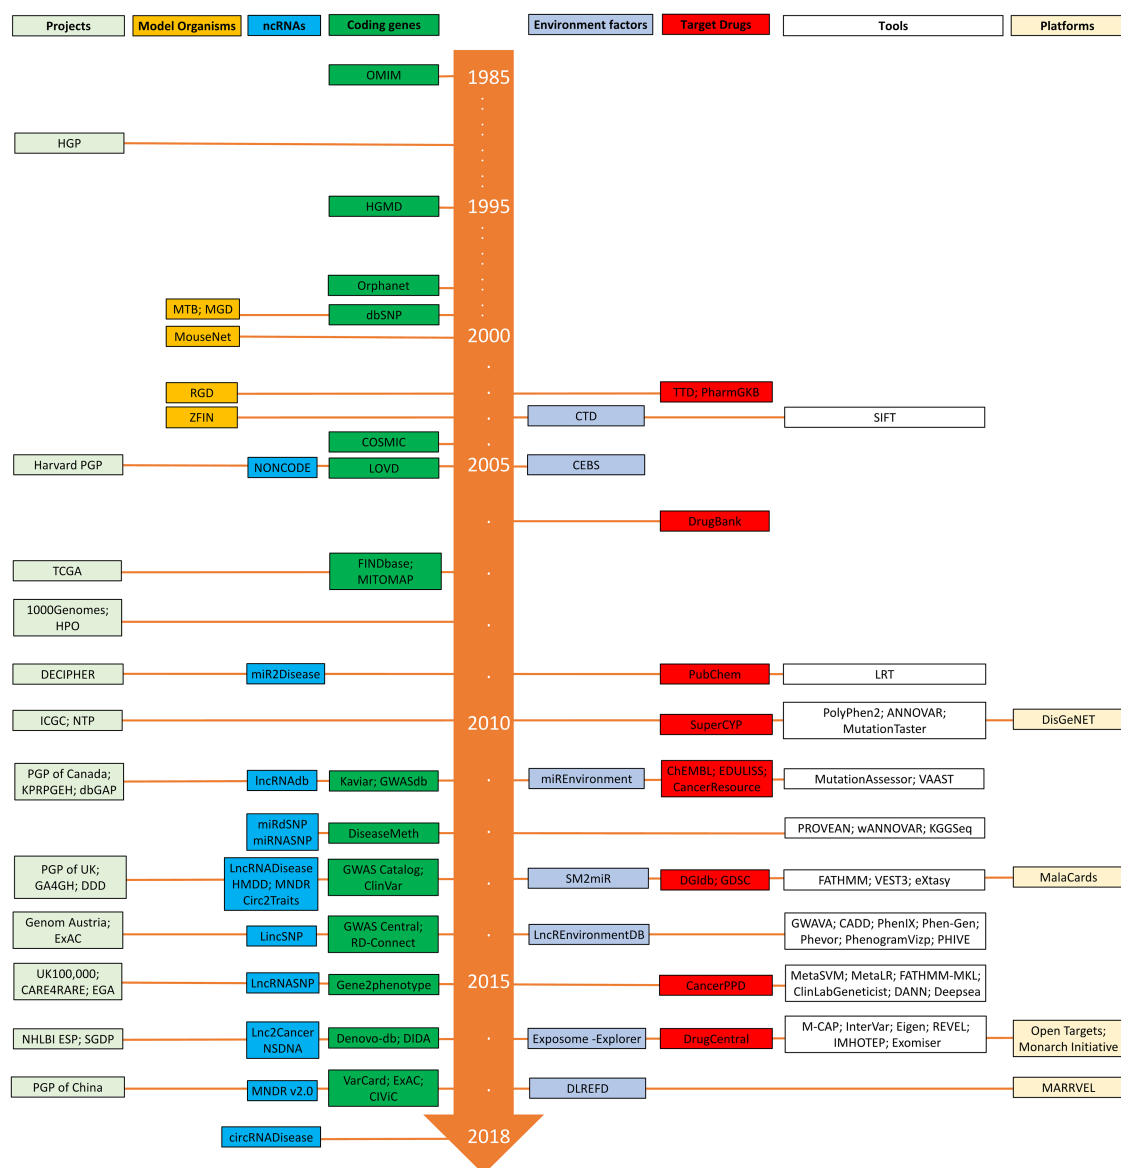 Projects
Model Organisms
ncRNAs
Coding genes
Environment factors
Target Drugs
Tools
Platforms
OMIM
1985
HGP
HGMD
1995
Orphanet
MTB; MGD
dbSNP
MouseNet
2000
RGD
TTD; PharmGKB
ZFIN
CTD
SIFT
COSMIC
Harvard PGP
NONCODE
LOVD
2005
CEBS
DrugBank
TCGA
FINDbase;
MITOMAP
1000Genomes;
HPO
DECIPHER
miR2Disease
PubChem
LRT
ICGC; NTP
2010
SuperCYP
PolyPhen2; ANNOVAR;
MutationTaster
DisGeNET
PGP of Canada;
KPRPGEH; dbGAP
lncRNAdb
Kaviar; GWASdb
miREnvironment
ChEMBL; EDULISS;
CancerResource
MutationAssessor; VAAST
miRdSNP
miRNASNP
DiseaseMeth
PROVEAN; wANNOVAR; KGGSeq
PGP of UK;
GA4GH; DDD
LncRNADisease
HMDD; MNDR
Circ2Traits
GWAS Catalog;
ClinVar
SM2miR
DGIdb; GDSC
FATHMM; VEST3; eXtasy
MalaCards
Genom Austria;
ExAC
LincSNP
GWAS Central;
RD-Connect
LncREnvironmentDB
GWAVA; CADD; PhenIX; Phen-Gen;
Phevor; PhenogramVizp; PHIVE
UK100,000;
CARE4RARE; EGA
LncRNASNP
Gene2phenotype
2015
CancerPPD
MetaSVM; MetaLR; FATHMM-MKL;
ClinLabGeneticist; DANN; Deepsea
NHLBI ESP; SGDP
Lnc2Cancer
NSDNA
Denovo-db; DIDA
Exposome -Explorer
DrugCentral
M-CAP; InterVar; Eigen; REVEL;
IMHOTEP; Exomiser
Open Targets;
Monarch Initiative
PGP of China
MNDR v2.0
VarCard; ExAC;
CIViC
DLREFD
MARRVEL
circRNADisease
2018